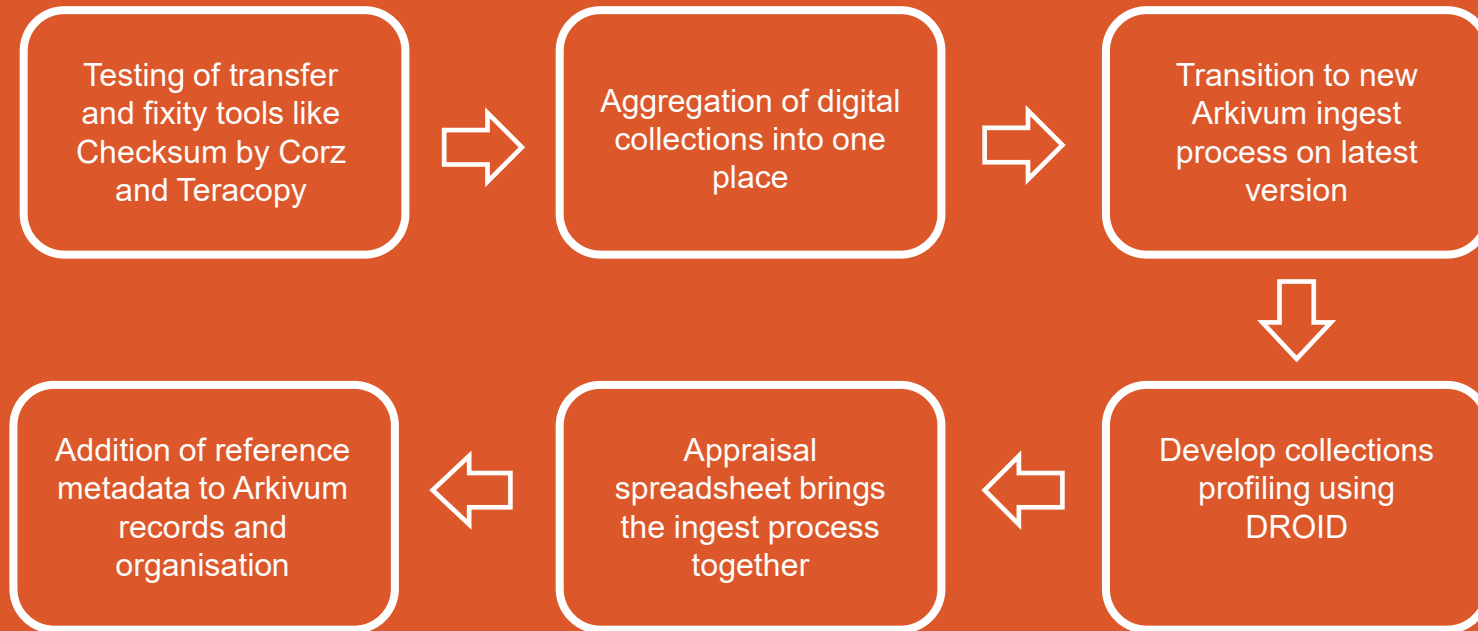 Testing of transfer
and fixity tools like
Checksum by Corz
and Teracopy
Aggregation of digital
collections into one
place
Transition to new
Arkivum ingest
process on latest
version
Develop collections
profiling using
DROID
Appraisal
spreadsheet brings
the ingest process
together
Addition of reference
metadata to Arkivum
records and
organisation